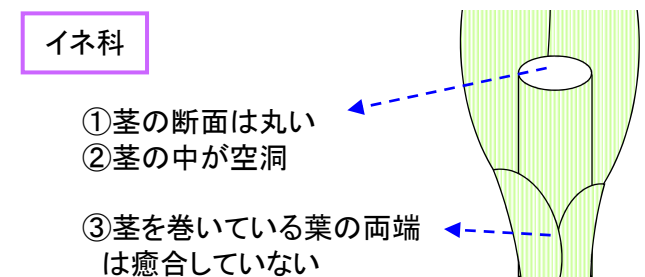 イネ科
①茎の断面は丸い
②茎の中が空洞
③茎を巻いている葉の両端
は癒合していない